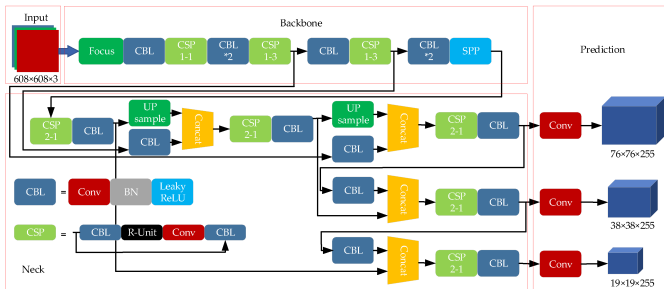 Input
Backbone
Prediction
608×608×3
Focus
CBL
CSP
1-1
CBL
*2
CSP
1-3
CBL
CSP
1-3
CBL
*2
SPP
CSP
2-1
CBL
UP
sample
CBL
Concat
CSP
2-1
CBL
UP
sample
CBL
Concat
CSP
2-1
CBL
Conv
76×76×255
CBL
Concat
CSP
2-1
CBL
Conv
38×38×255
CBL
Concat
CSP
2-1
CBL
Conv
19×19×255
CBL = Conv BN Leaky
ReLU
CSP = CBL R-Unit Conv CBL
Neck